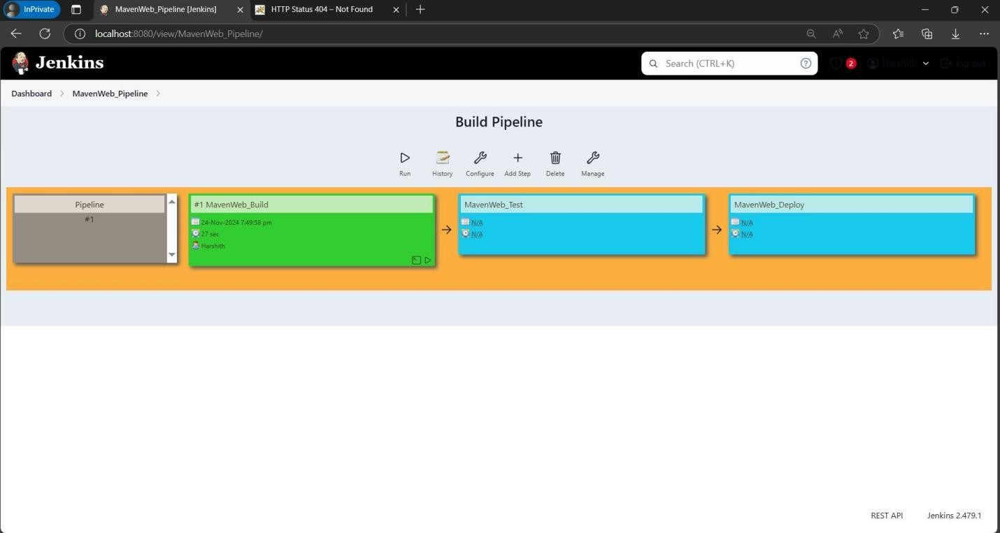 InPrivate
MavenWeb_Pipeline [Jenkins]
HTTP Status 404 – Not Found
localhost:8080/view/MavenWeb_Pipeline/
Jenkins
Search (CTRL+K)
2
Harshith
log out
Dashboard
MavenWeb_Pipeline
Build Pipeline
Run
History
Configure
Add Step
Delete
Manage
Pipeline
#1
#1 MavenWeb_Build
24-Nov-2024 7:49:58 pm
27 sec
Harshith
MavenWeb_Test
N/A
N/A
MavenWeb_Deploy
N/A
N/A
REST API
Jenkins 2.479.1